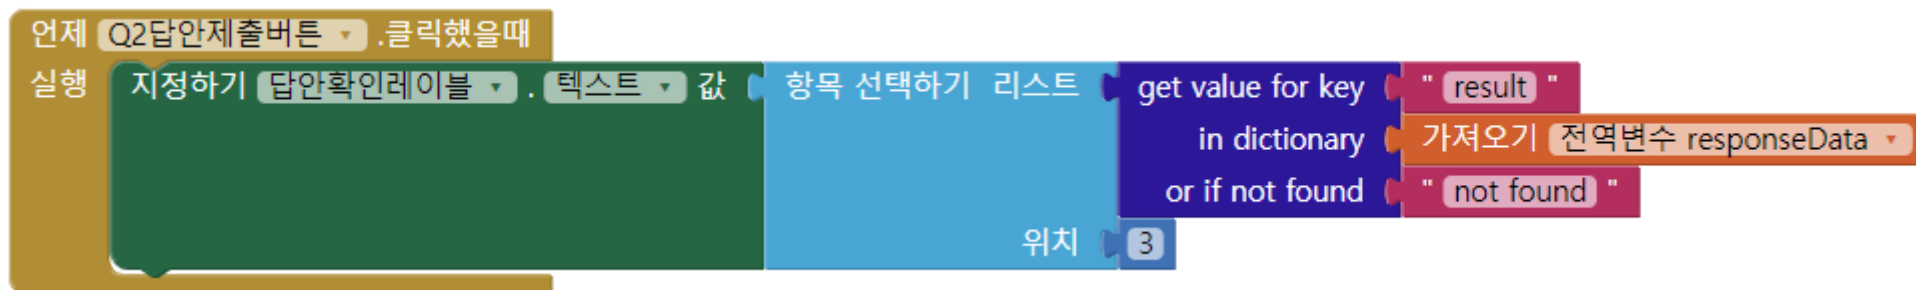 언제 Q2답안제출버튼 .클릭했을때
실행 지정하기 답안확인레이블 . 텍스트 값 항목 선택하기 리스트 get value for key " result "
in dictionary 가져오기 전역변수 responseData
or if not found " not found "
위치 3